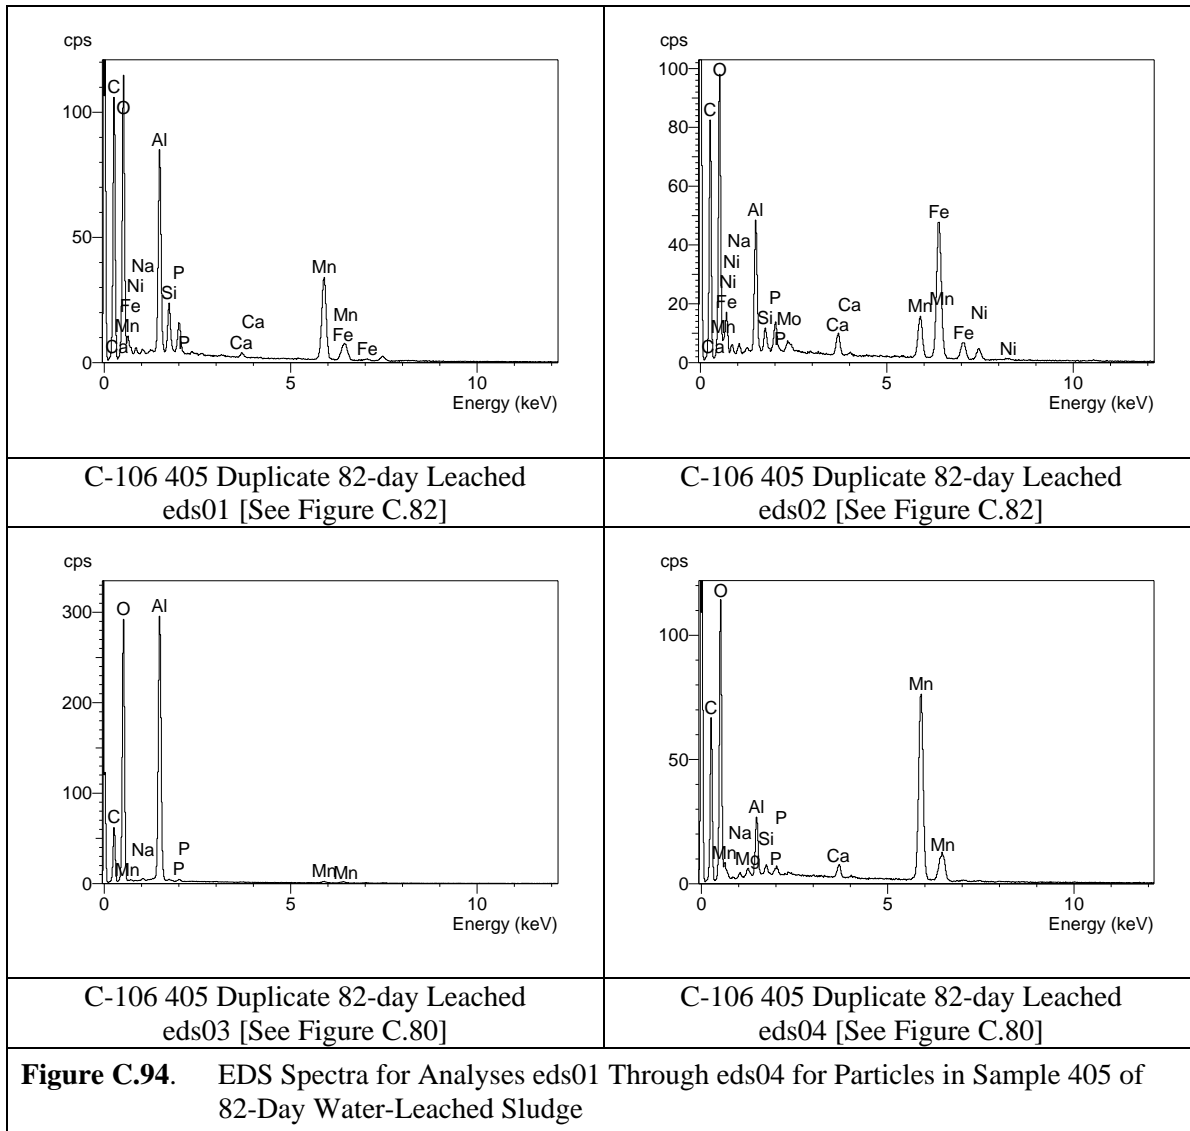 cps
C
O
100
Al
50
Mn
Na
P
Ni
Si
Fe
Mn
Ca
Mn
Fe
Ca
P
Ca
Fe
0
0
5
10
Energy (keV)
C-106 405 Duplicate 82-day Leached
eds01 [See Figure C.82]
cps
100
O
C
80
60
Al
Fe
40
Na
Ni
20
Ni
P
Ca
Ni
Fe
Mo
Mn
Mn
Mn
Si
Ca
P
Fe
Ca
Ni
0
0
5
10
Energy (keV)
C-106 405 Duplicate 82-day Leached
eds02 [See Figure C.82]
cps
300
O
Al
200
100
C
Na
P
Mn
P
Mn
Mn
0
0
5
10
Energy (keV)
C-106 405 Duplicate 82-day Leached
eds03 [See Figure C.80]
cps
O
100
C
Mn
50
Al
P
Na
Si
Mn
Mn
Mo
P
Ca
0
0
5
10
Energy (keV)
C-106 405 Duplicate 82-day Leached
eds04 [See Figure C.80]
Figure C.94. EDS Spectra for Analyses eds01 Through eds04 for Particles in Sample 405 of
82-Day Water-Leached Sludge